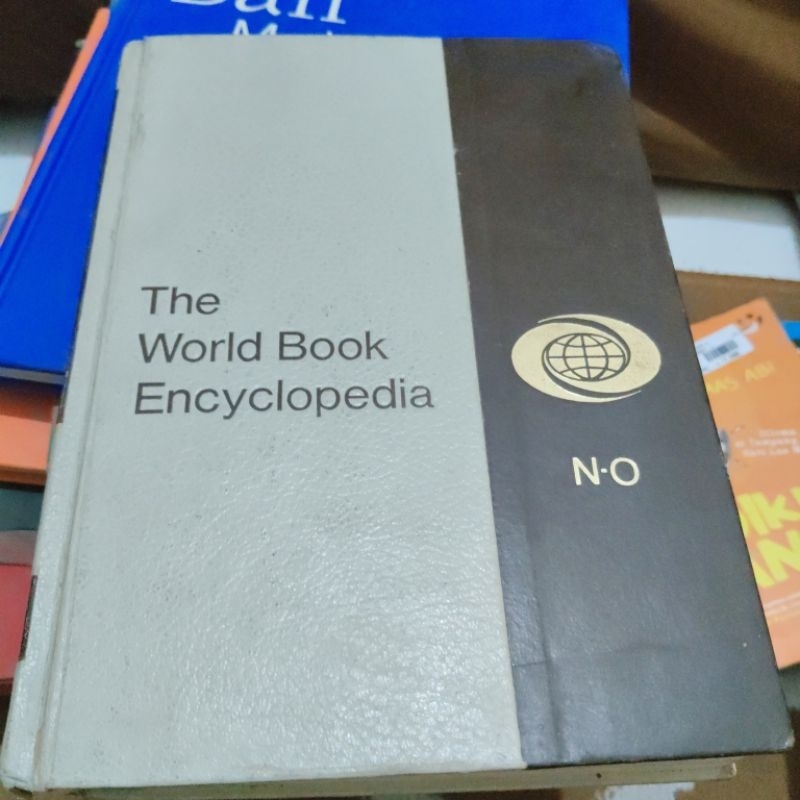 The
World Book
Encyclopedia
N·O